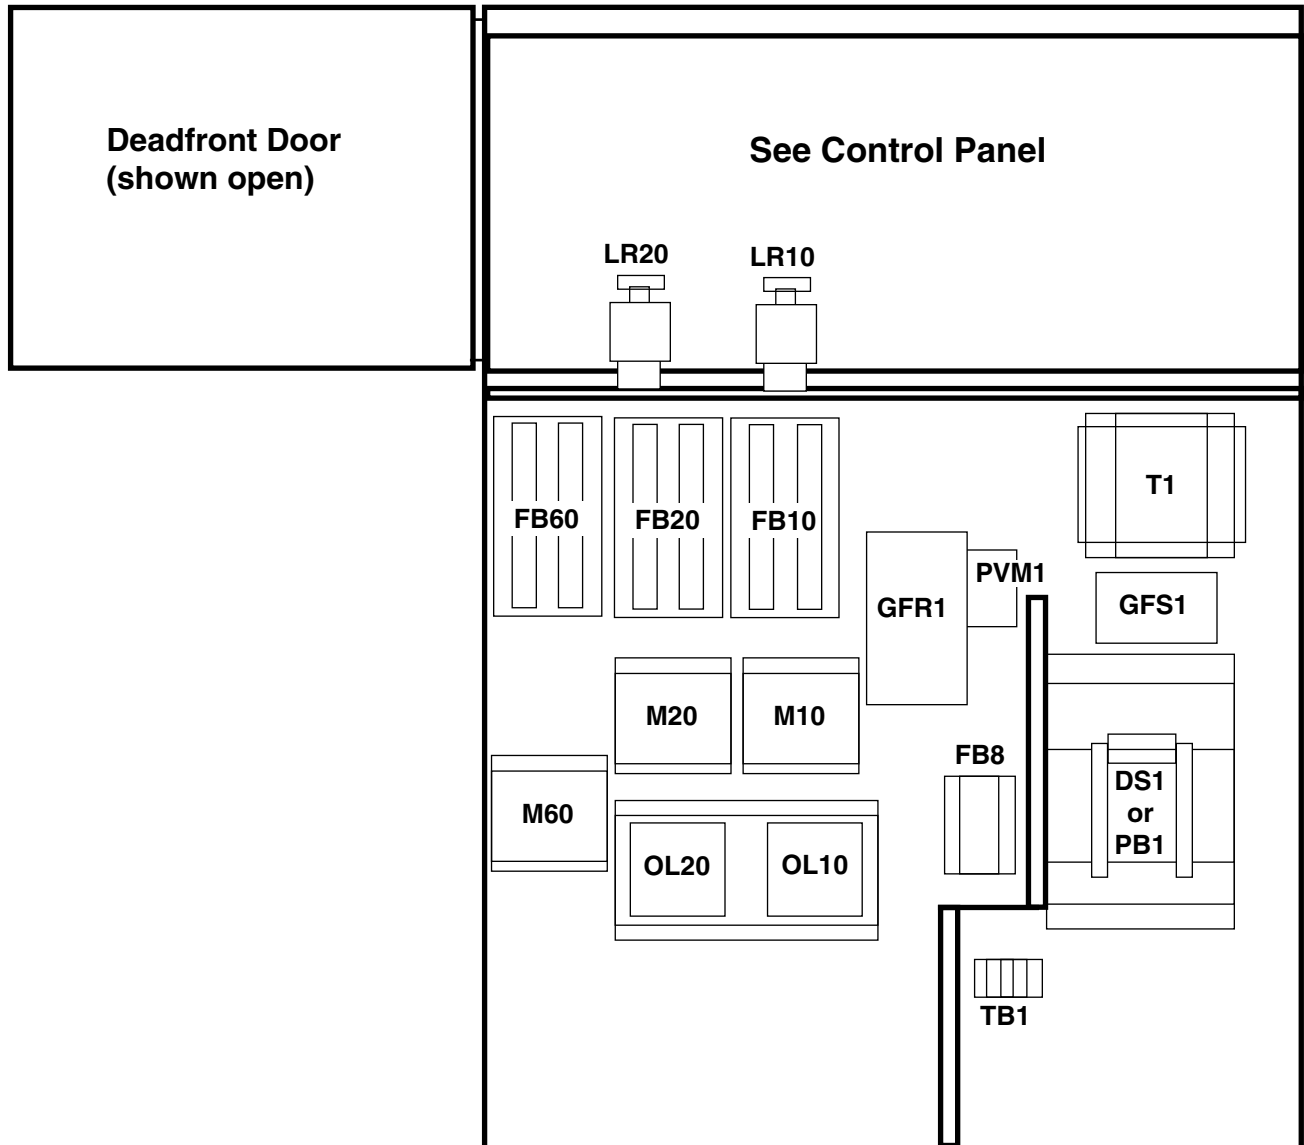 Deadfront Door
(shown open)
See Control Panel
LR20
LR10
FB60
FB20
FB10
T1
PVM1
GFR1
GFS1
M20
M10
FB8
M60
DS1
or
PB1
OL20
OL10
TB1